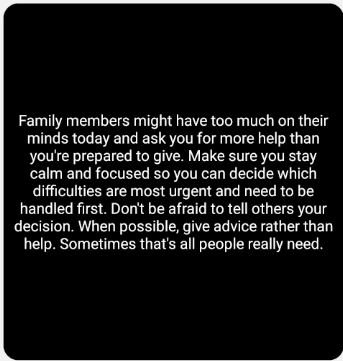 Family members might have too much on their
minds today and ask you for more help than
you're prepared to give. Make sure you stay
calm and focused so you can decide which
difficulties are most urgent and need to be
handled first. Don't be afraid to tell others your
decision. When possible, give advice rather than
help. Sometimes that's all people really need.